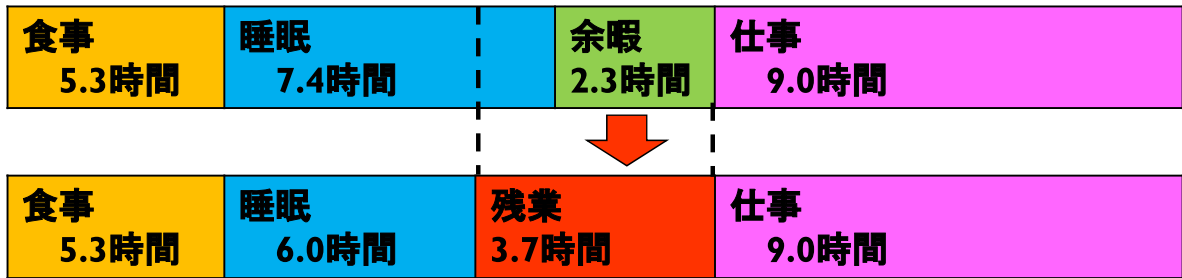 食事
5.3時間
睡眠
7.4時間
余暇
2.3時間
仕事
9.0時間
食事
5.3時間
睡眠
6.0時間
残業
3.7時間
仕事
9.0時間